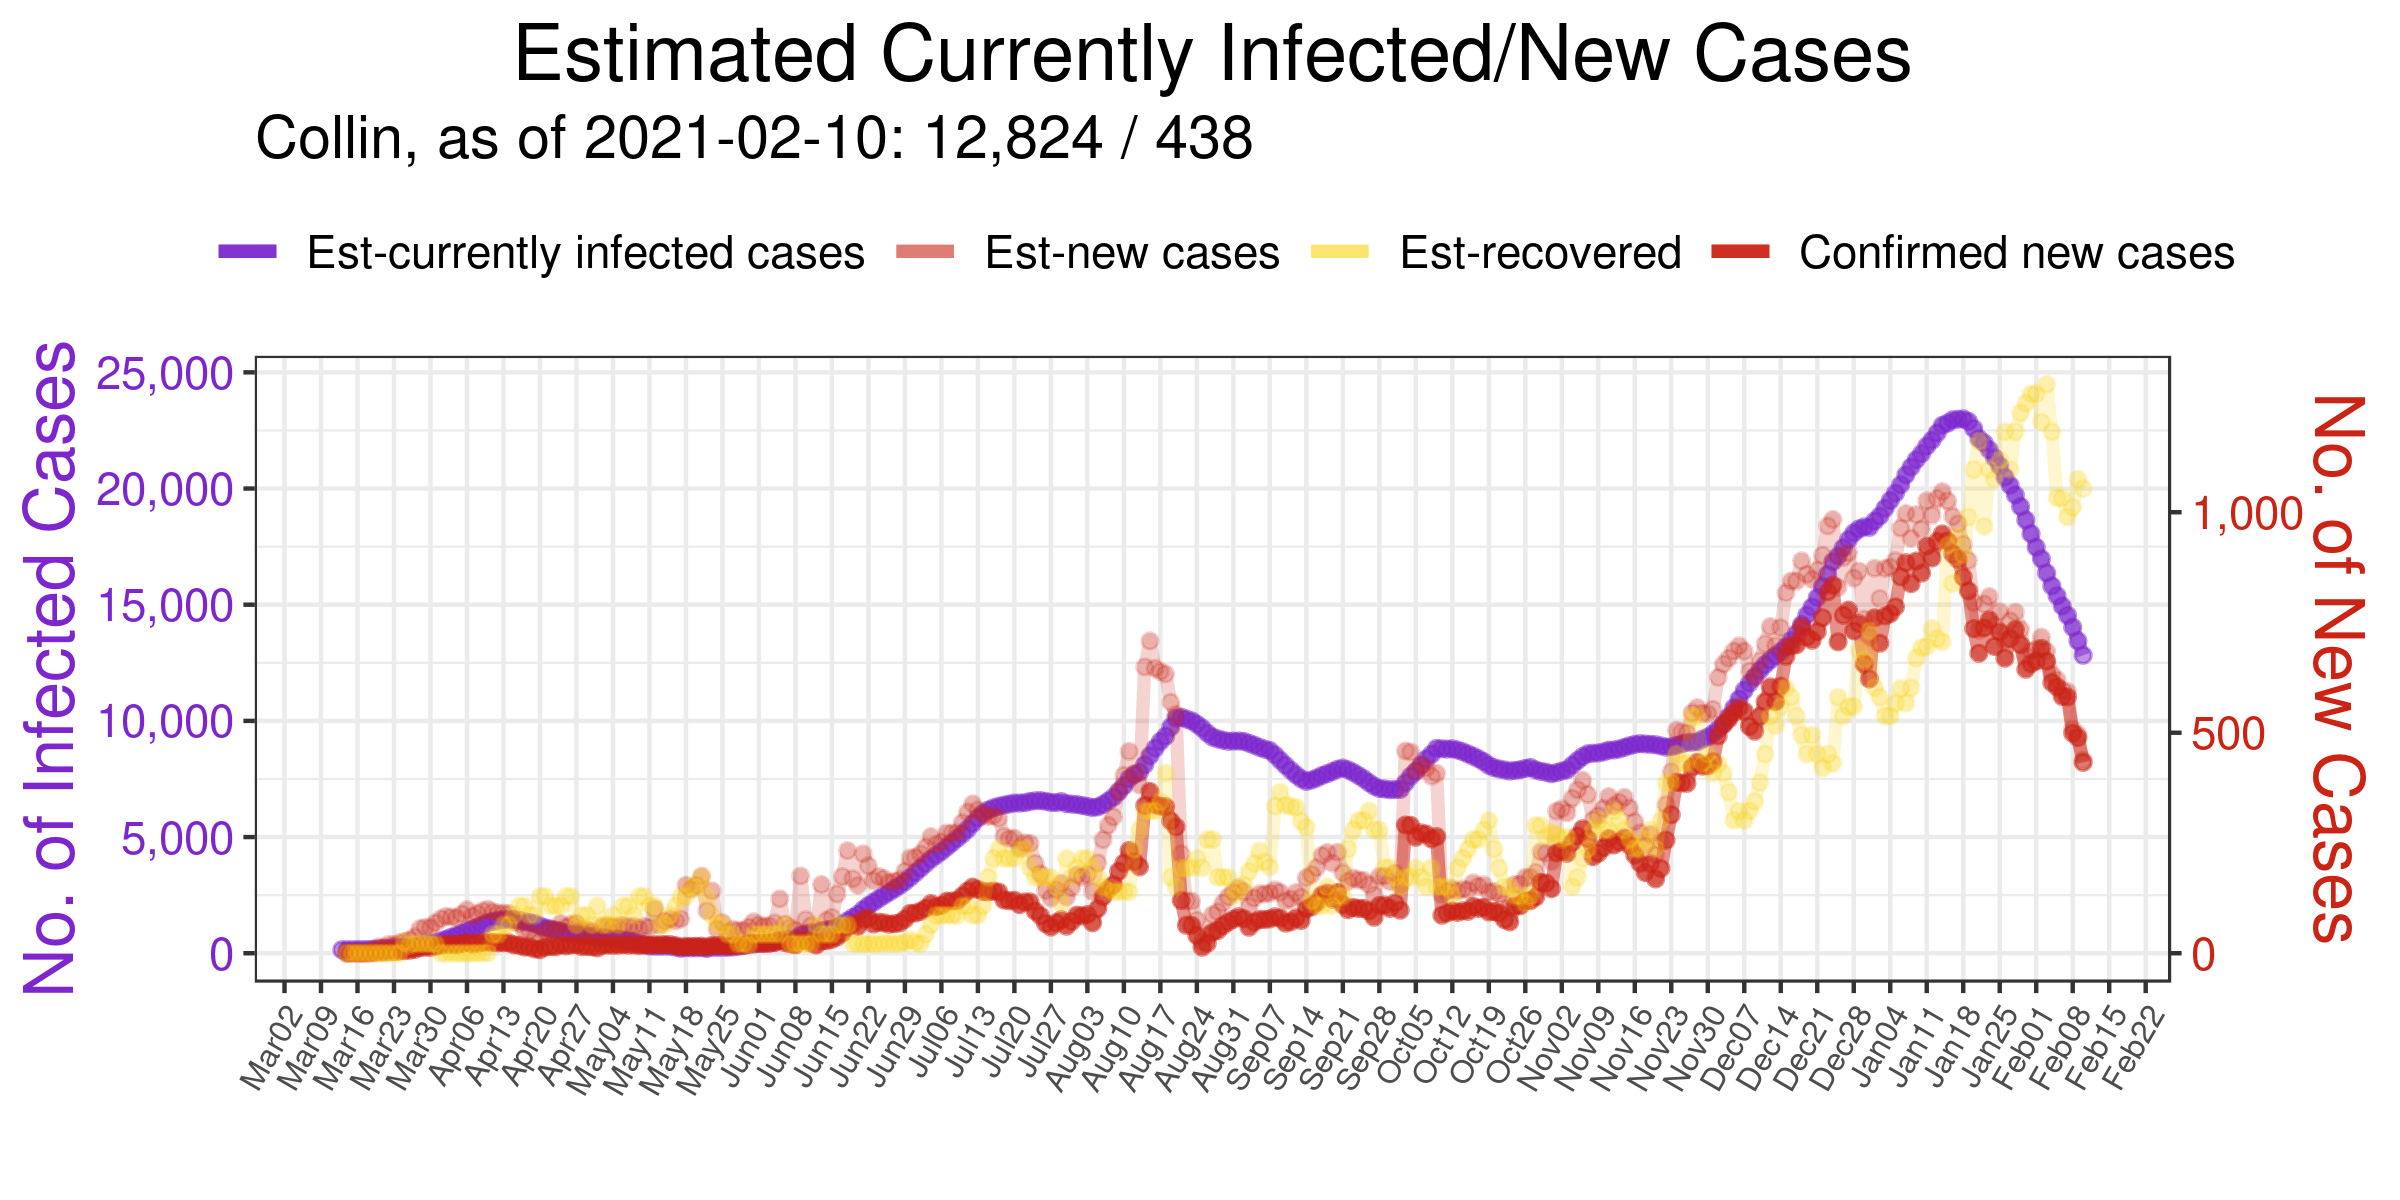 Estimated Currently Infected/New Cases
Collin, as of 2021-02-10: 12,824 / 438
Est-currently infected cases Est-new cases Est-recovered Confirmed new cases
No. of Infected Cases
25,000
20,000
15,000
10,000
5,000
0
No. of New Cases
1,000
500
0
Mar02 Mar09 Mar16 Mar23 Mar30 Apr06 Apr13 Apr20 Apr27 May04 May11 May18 May25 Jun01 Jun08 Jun15 Jun22 Jun29 Jul06 Jul13 Jul20 Jul27 Aug03 Aug10 Aug17 Aug24 Aug31 Sep07 Sep14 Sep21 Sep28 Oct05 Oct12 Oct19 Oct26 Nov02 Nov09 Nov16 Nov23 Nov30 Dec07 Dec14 Dec21 Dec28 Jan04 Jan11 Jan18 Jan25 Feb01 Feb08 Feb15 Feb22